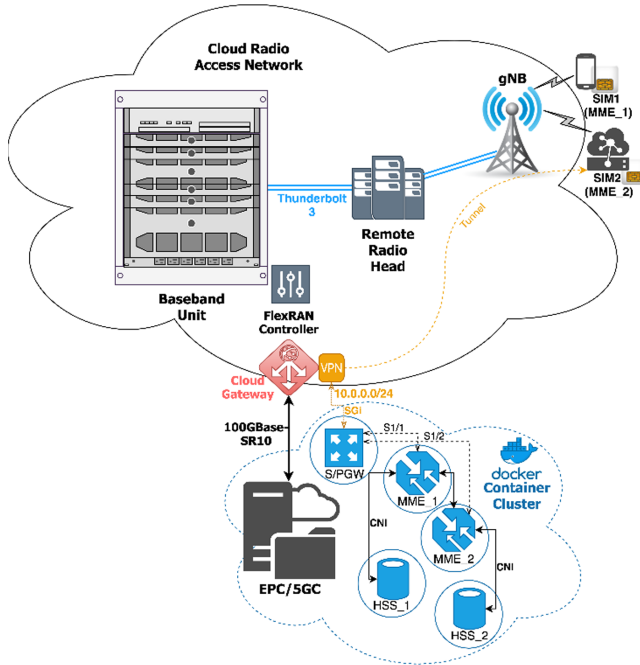 Cloud Radio
Access Network
gNB
SIM1
(MME_1)
SIM2
(MME_2)
Thunderbolt
3
Tunnel
Remote
Radio
Head
Baseband
Unit
FlexRAN
Controller
VPN
Cloud
Gateway
10.0.0.0/24
SGi
100GBase-
SR10
S1/1
S1/2
S/PGW
docker
Container
Cluster
MME_1
CNI
MME_2
CNI
EPC/5GC
HSS_1
HSS_2